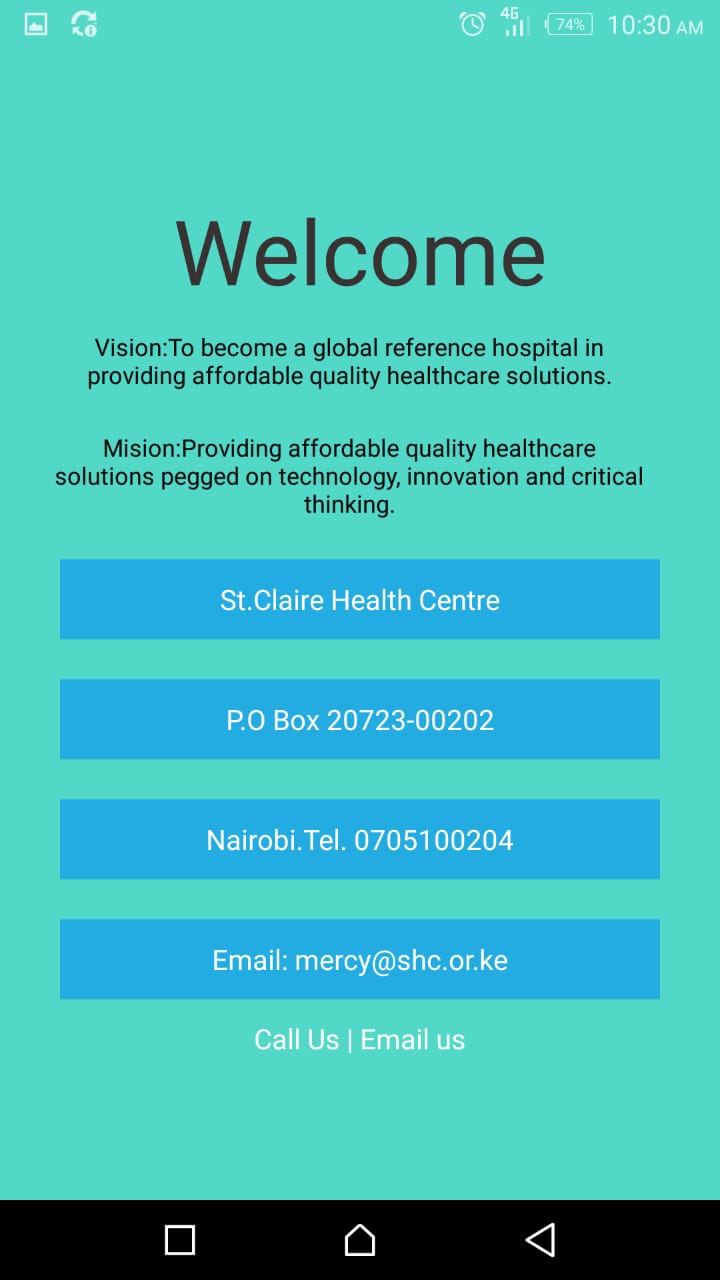 4G 74% 10:30 AM
Welcome
Vision:To become a global reference hospital in
providing affordable quality healthcare solutions.
Mision:Providing affordable quality healthcare
solutions pegged on technology, innovation and critical
thinking.
St.Claire Health Centre
P.O Box 20723-00202
Nairobi.Tel. 0705100204
Email: mercy@shc.or.ke
Call Us | Email us